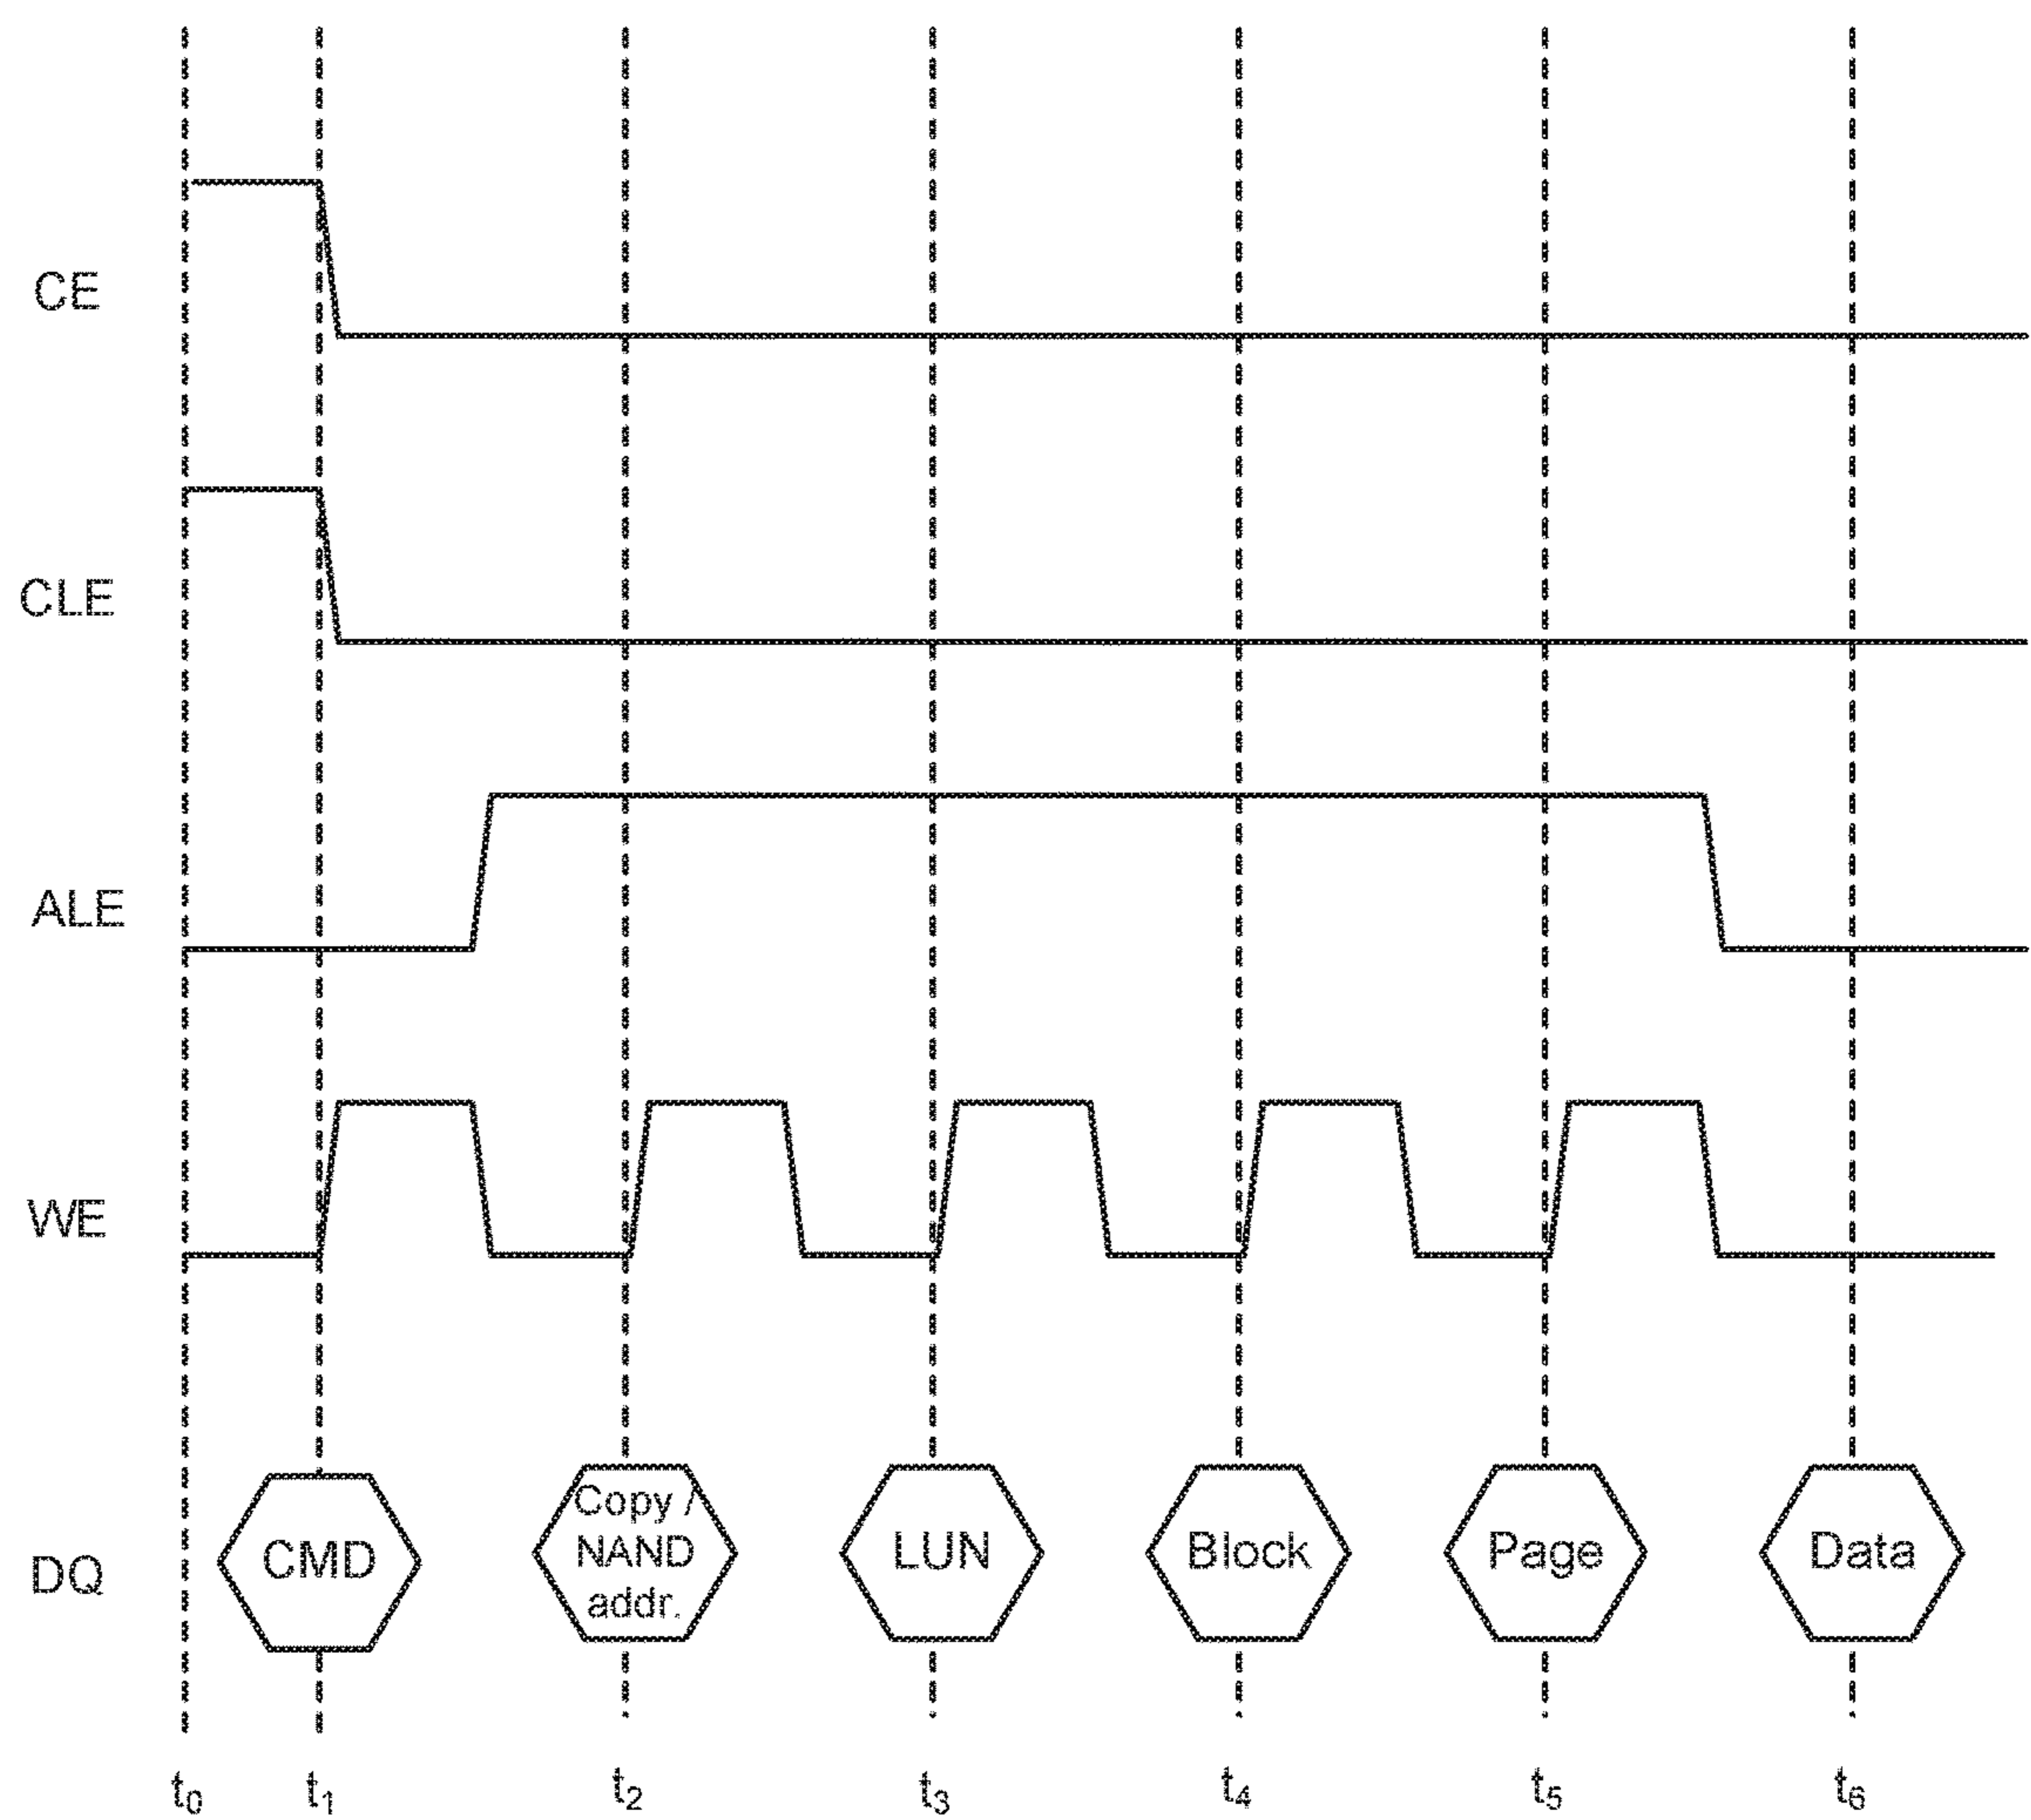 CE
CLE
ALE
WE
DQ
CMD
Copy /
NAND
addr.
LUN
Block
Page
Data
t0
t1
t2
t3
t4
t5
t6